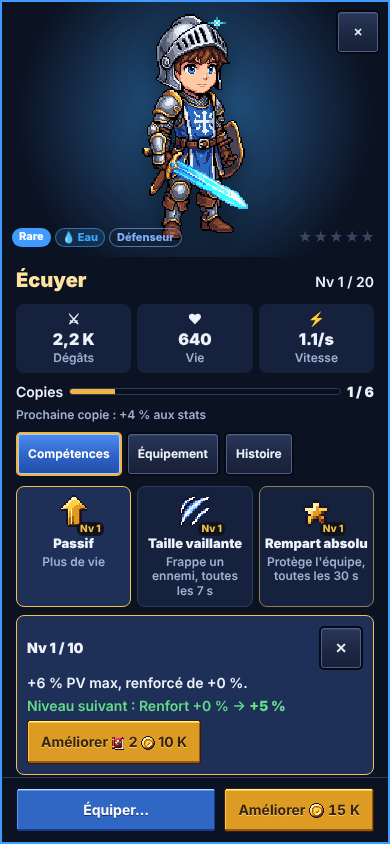 ×
Rare
Eau
Défenseur
Écuyer
Nv 1 / 20
2,2 K
Dégâts
640
Vie
1.1/s
Vitesse
Copies
1 / 6
Prochaine copie : +4 % aux stats
Compétences
Équipement
Histoire
Nv 1
Passif
Plus de vie
Nv 1
Taille vaillante
Frappe un
ennemi, toutes
les 7 s
Nv 1
Rempart absolu
Protège l'équipe,
toutes les 30 s
Nv 1 / 10
×
+6 % PV max, renforcé de +0 %.
Niveau suivant : Renfort +0 % → +5 %
Améliorer 2 10 K
Équiper...
Améliorer 15 K